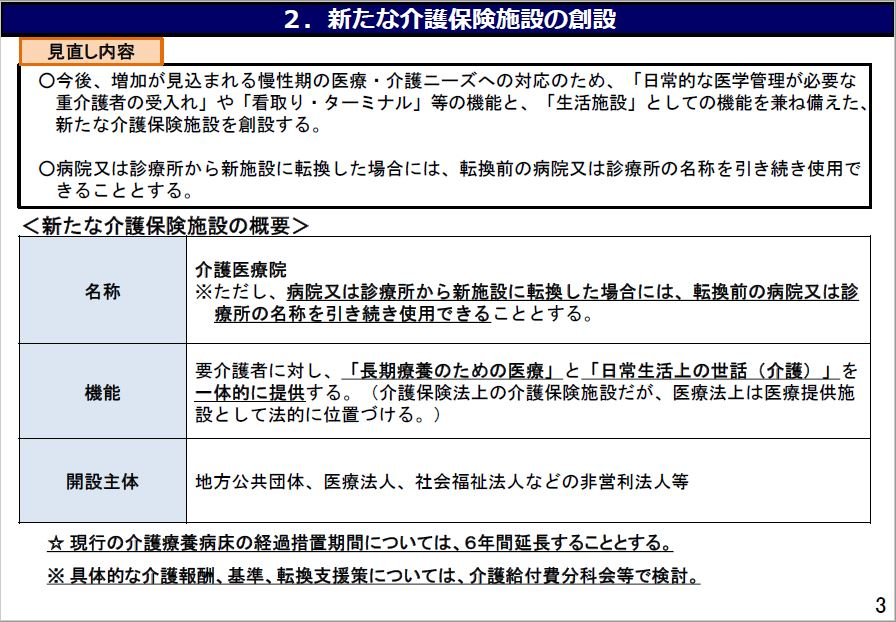 ２．新たな介護保険施設の創設
見直し内容
○今後、増加が見込まれる慢性期の医療・介護ニーズへの対応のため、「日常的な医学管理が必要な
重介護者の受入れ」や「看取り・ターミナル」等の機能と、「生活施設」としての機能を兼ね備えた、
新たな介護保険施設を創設する。
○病院又は診療所から新施設に転換した場合には、転換前の病院又は診療所の名称を引き続き使用で
きることとする。
＜新たな介護保険施設の概要＞
名称
介護医療院
※ただし、病院又は診療所から新施設に転換した場合には、転換前の病院又は診
療所の名称を引き続き使用できることとする。
機能
要介護者に対し、「長期療養のための医療」と「日常生活上の世話（介護）」を
一体的に提供する。（介護保険法上の介護保険施設だが、医療法上は医療提供施
設として法的に位置づける。）
開設主体
地方公共団体、医療法人、社会福祉法人などの非営利法人等
☆ 現行の介護療養病床の経過措置期間については、６年間延長することとする。
※ 具体的な介護報酬、基準、転換支援策については、介護給付費分科会等で検討。
3